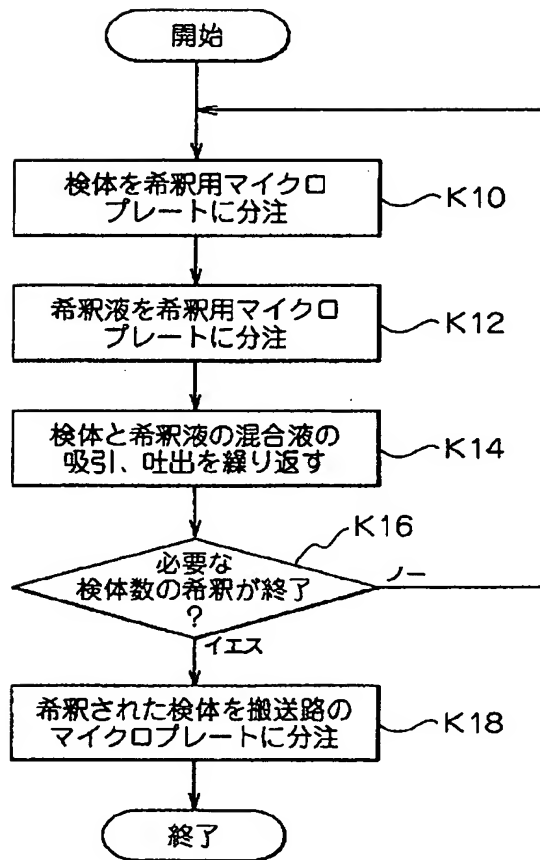 開始
検体を希釈用マイクロ
プレートに分注
K10
希釈液を希釈用マイクロ
プレートに分注
K12
検体と希釈液の混合液の
吸引、吐出を繰り返す
K14
K16
必要な
検体数の希釈が終了
?
ノー
イエス
希釈された検体を搬送路の
マイクロプレートに分注
K18
終了